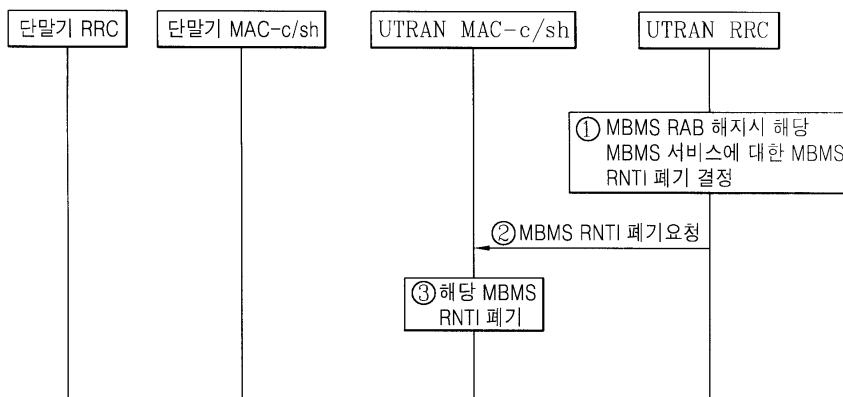 단말기 RRC
단말기 MAC-c/sh
UTRAN MAC-c/sh
UTRAN RRC
① MBMS RAB 해지시 해당
MBMS 서비스에 대한 MBMS
RNTI 폐기 결정
② MBMS RNTI 폐기요청
③ 해당 MBMS
RNTI 폐기